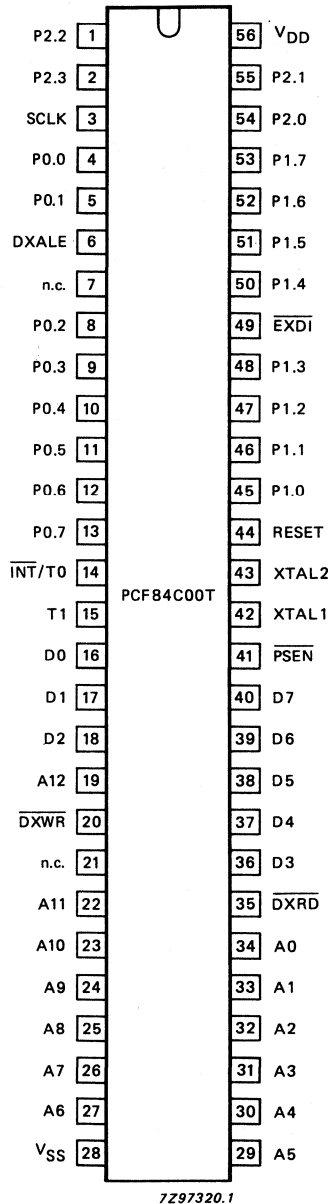 P2.2 1 56 VDD
P2.3 2 55 P2.1
SCLK 3 54 P2.0
P0.0 4 53 P1.7
P0.1 5 52 P1.6
DXALE 6 51 P1.5
n.c. 7 50 P1.4
P0.2 8 49 E̅X̅D̅I̅
P0.3 9 48 P1.3
P0.4 10 47 P1.2
P0.5 11 46 P1.1
P0.6 12 45 P1.0
P0.7 13 44 RESET
I̅N̅T̅/T0 14 43 XTAL2
PCF84C00T
T1 15 42 XTAL1
D0 16 41 P̅S̅E̅N̅
D1 17 40 D7
D2 18 39 D6
A12 19 38 D5
D̅X̅W̅R̅ 20 37 D4
n.c. 21 36 D3
A11 22 35 D̅X̅R̅D̅
A10 23 34 A0
A9 24 33 A1
A8 25 32 A2
A7 26 31 A3
A6 27 30 A4
VSS 28 29 A5
7Z97320.1